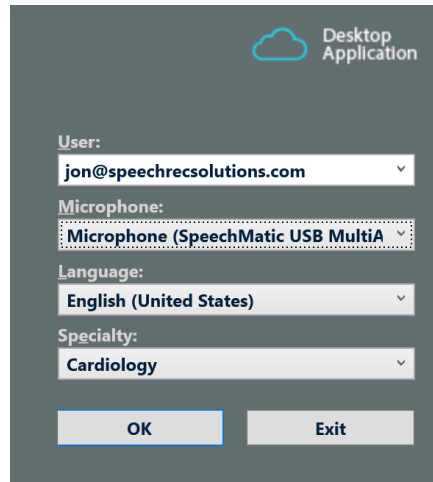 Desktop
Application
User:
jon@speechrecsolutions.com
Microphone:
Microphone (SpeechMatic USB MultiA
Language:
English (United States)
Specialty:
Cardiology
OK Exit